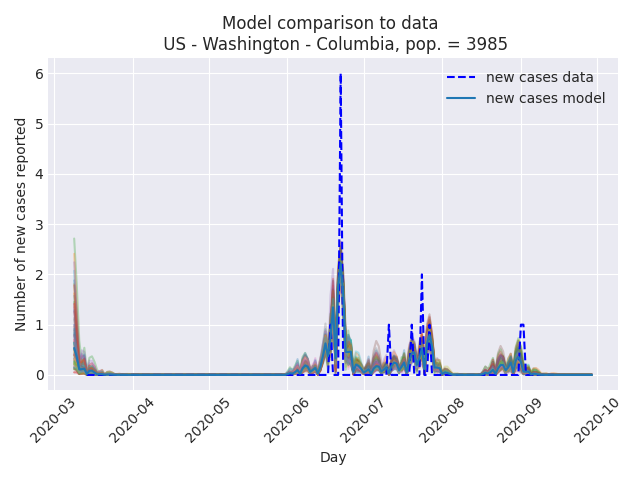 Model comparison to data
US - Washington - Columbia, pop. = 3985
new cases data
new cases model
Number of new cases reported
6
5
4
3
2
1
0
2020-03
2020-04
2020-05
2020-06
2020-07
2020-08
2020-09
2020-10
Day